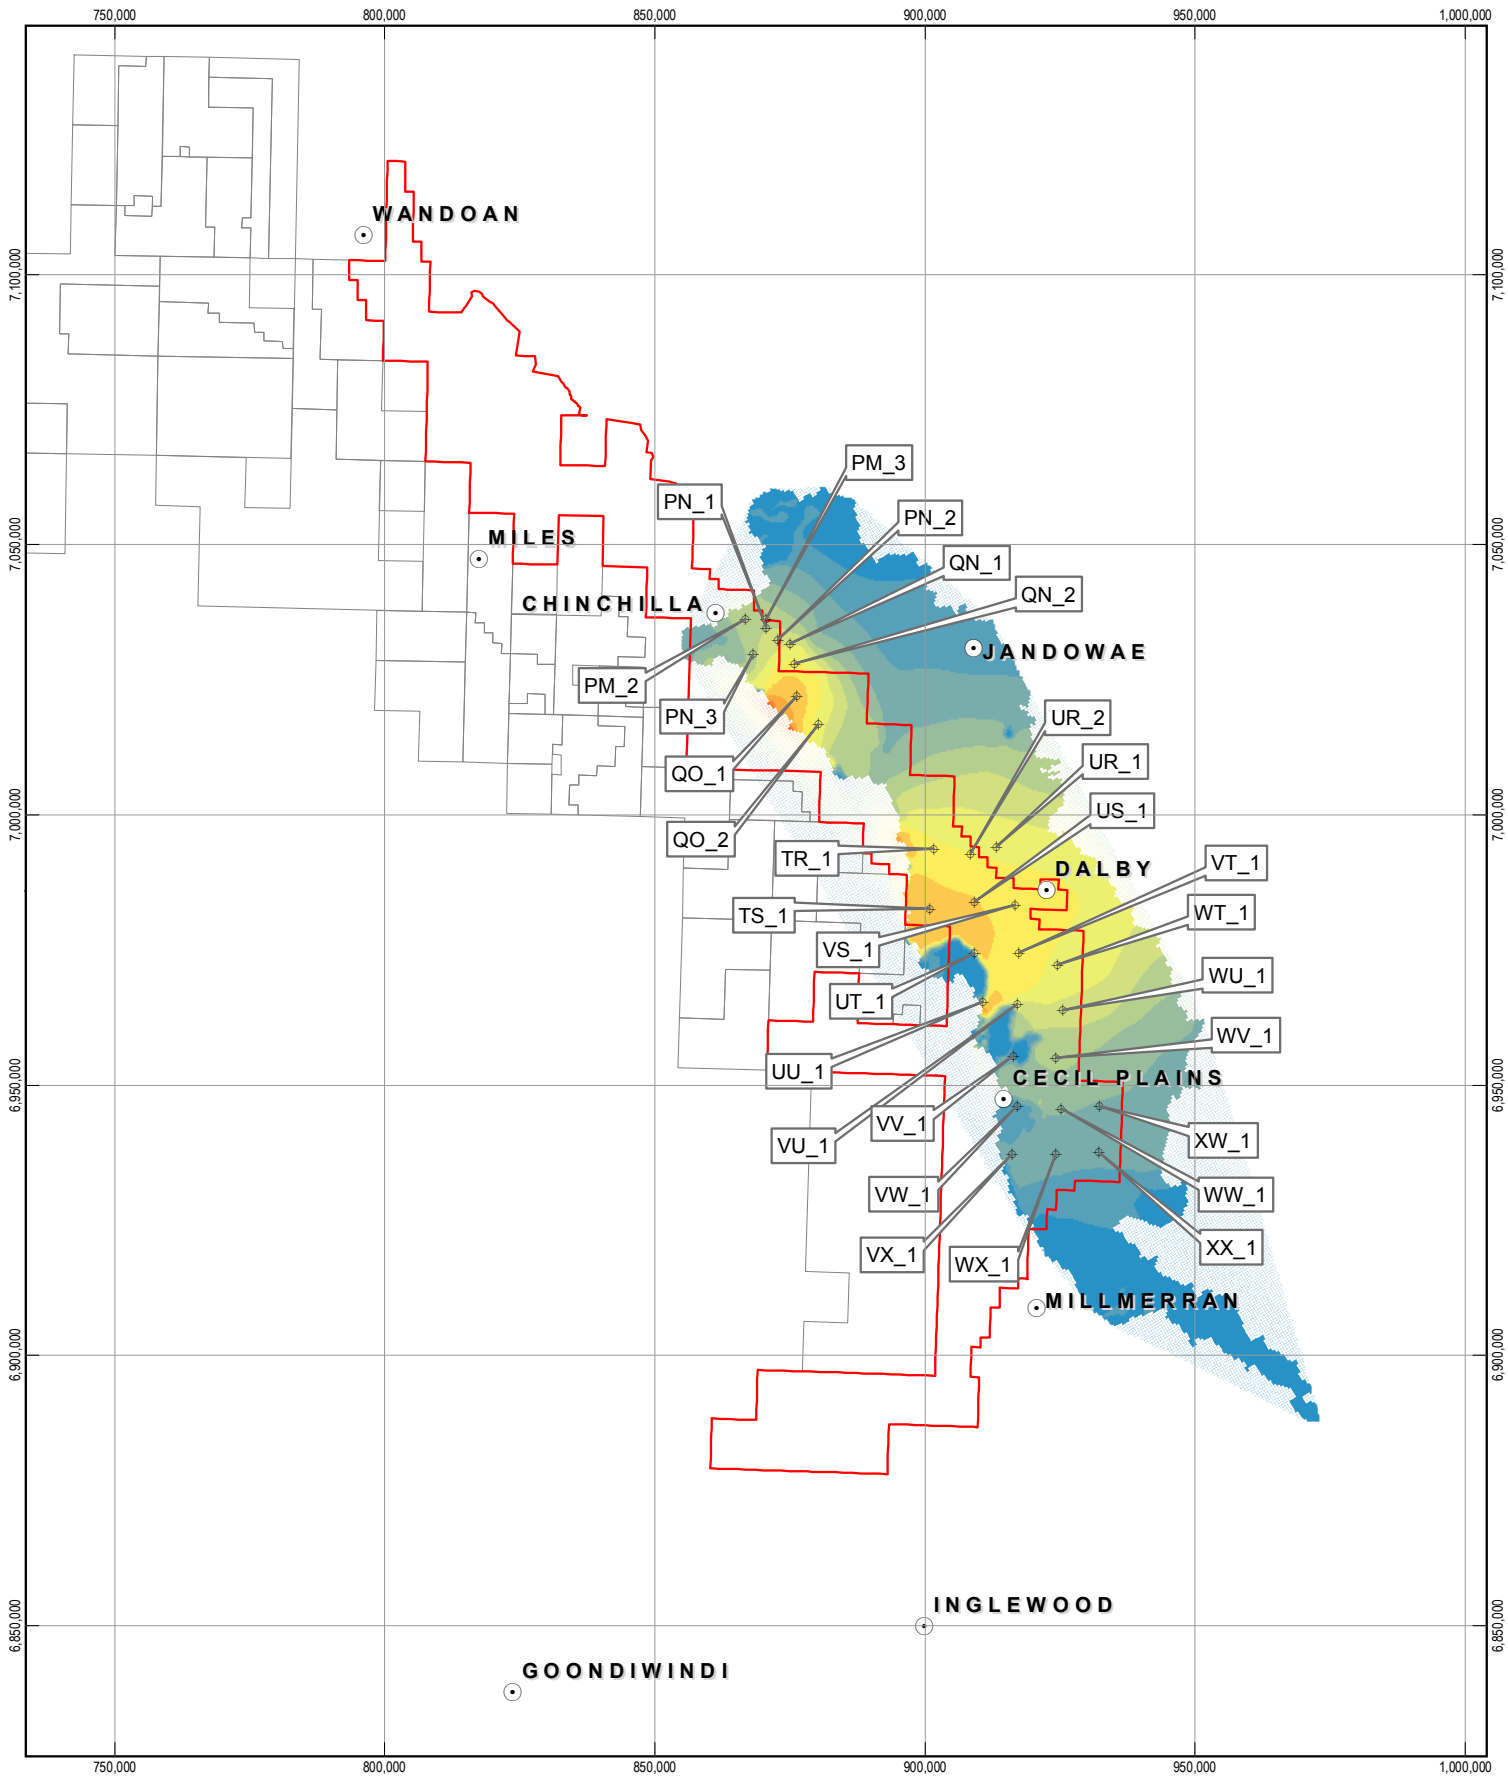 750,000 800,000 850,000 900,000 950,000 1,000,000
WANDOAN
7,100,000 7,100,000
PM_3
PN_1
PN_2
MILES
7,050,000 7,050,000
QN_1
QN_2
CHINCHILLA
JANDOWAE
PM_2
PN_3
UR_2
UR_1
QO_1
US_1
7,000,000 7,000,000
QO_2
TR_1
DALBY
VT_1
TS_1
WT_1
VS_1
WU_1
UT_1
WV_1
UU_1
CECIL PLAINS
6,950,000 6,950,000
VV_1
VU_1
XW_1
VW_1
WW_1
VX_1
WX_1
XX_1
MILLMERRAN
6,900,000 6,900,000
INGLEWOOD
6,850,000 6,850,000
GOONDIWINDI
750,000 800,000 850,000 900,000 950,000 1,000,000